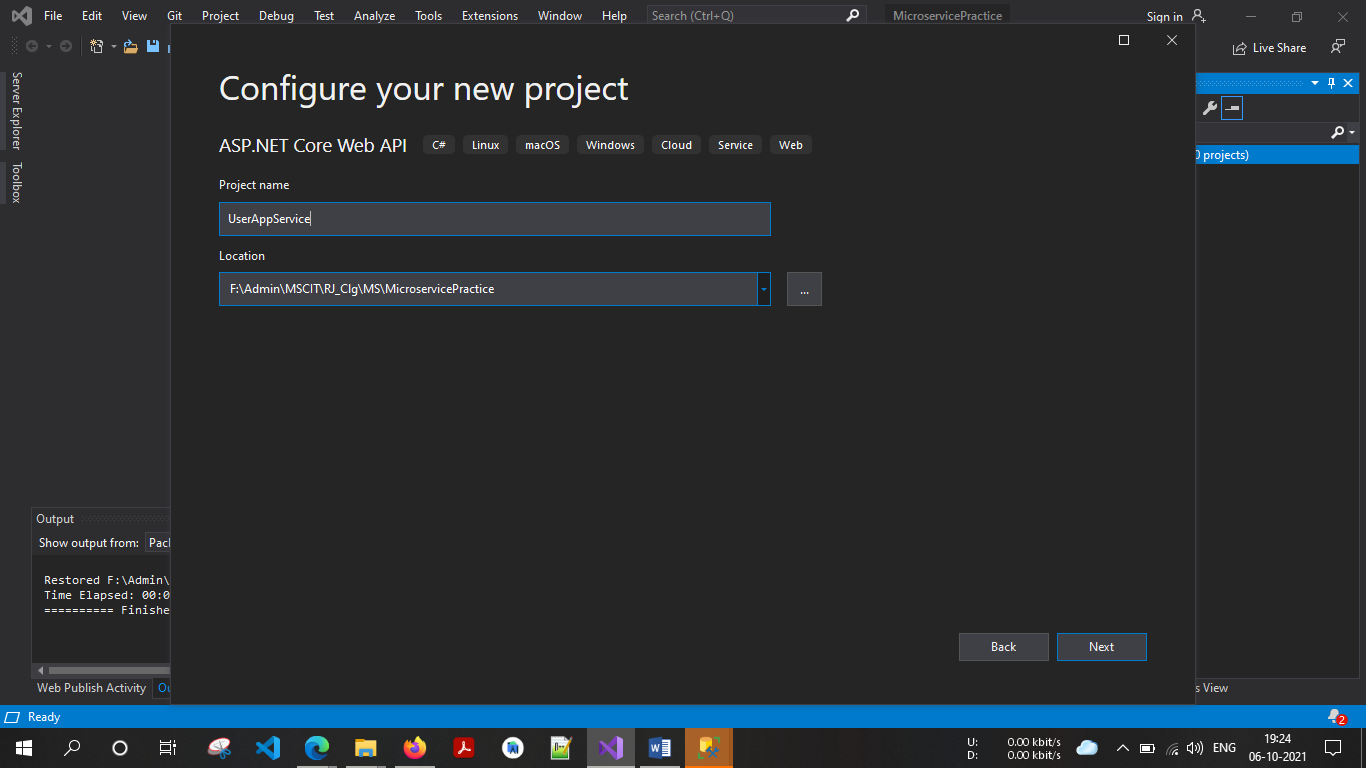 File Edit View Git Project Debug Test Analyze Tools Extensions Window Help Search (Ctrl+Q) MicroservicePractice Sign in
Live Share
Server Explorer
Toolbox
Configure your new project
ASP.NET Core Web API C# Linux macOS Windows Cloud Service Web
Project name
UserAppService
Location
F:\Admin\MSCIT\RJ_Clg\MS\MicroservicePractice
...
0 projects)
Output
Show output from: Pack
Restored F:\Admin\
Time Elapsed: 00:0
========== Finishe
Back Next
Web Publish Activity Ou
s View
Ready
2
U: 0.00 kbit/s
D: 0.00 kbit/s
ENG
19:24
06-10-2021